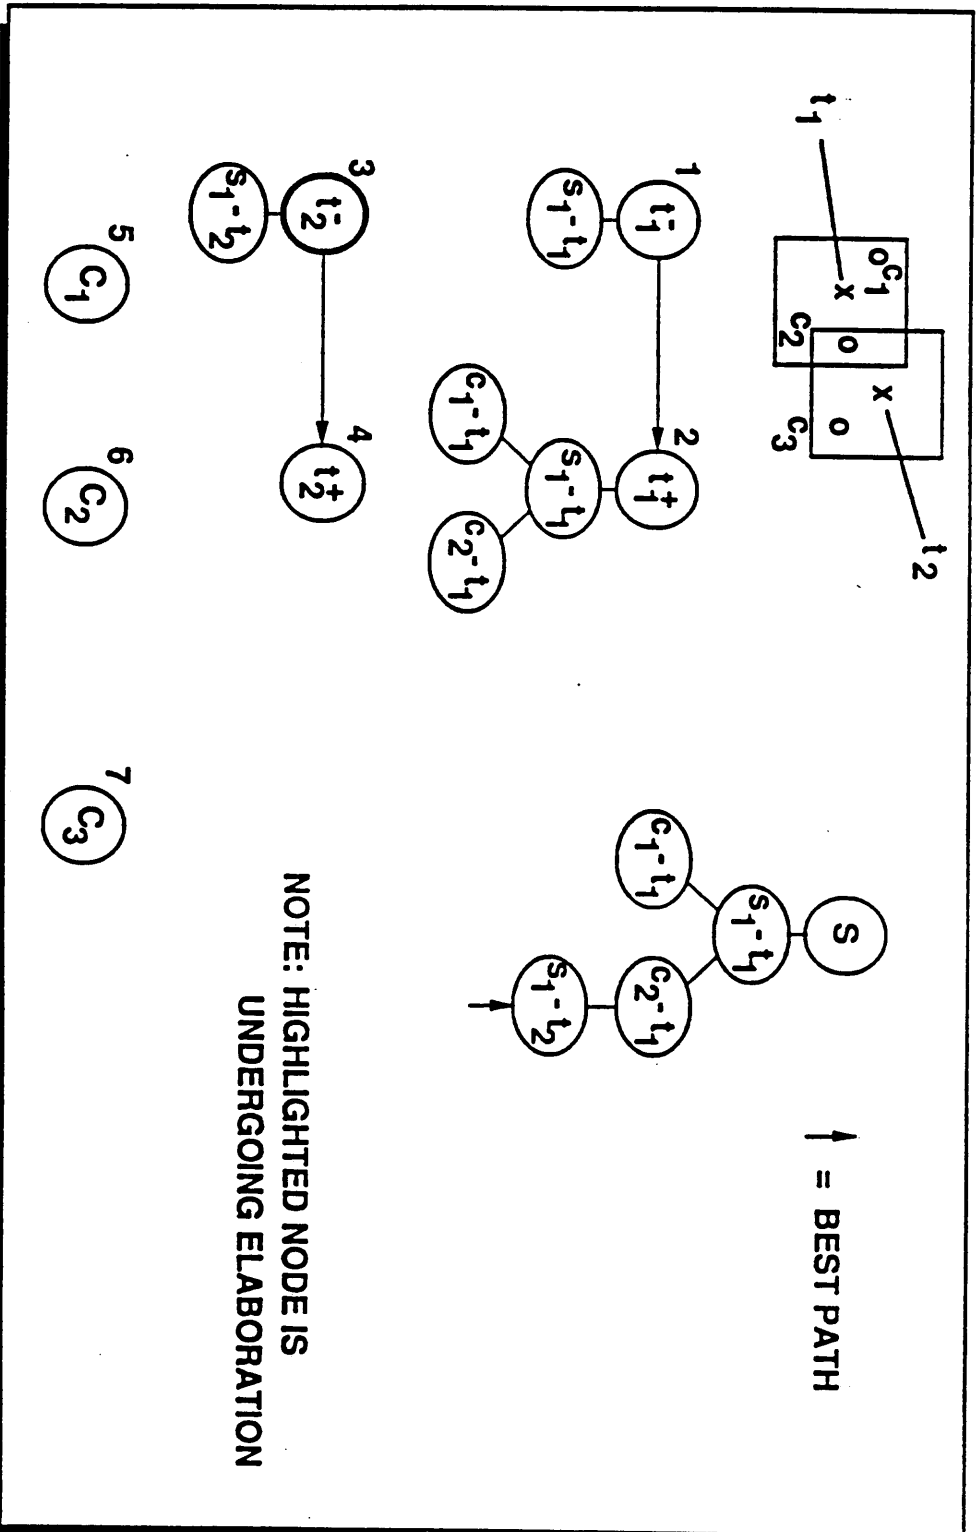 t1
t2
C1
C2
C3
x
x
o
o
o
↑ = BEST PATH
1
t1-
s1-t1
2
t1+
s1-t1
c1-t1
c2-t1
S
s1-t1
c1-t1
c2-t1
s1-t2
3
t2-
s1-t2
4
t2+
5
C1
6
C2
7
C3
NOTE: HIGHLIGHTED NODE IS
UNDERGOING ELABORATION